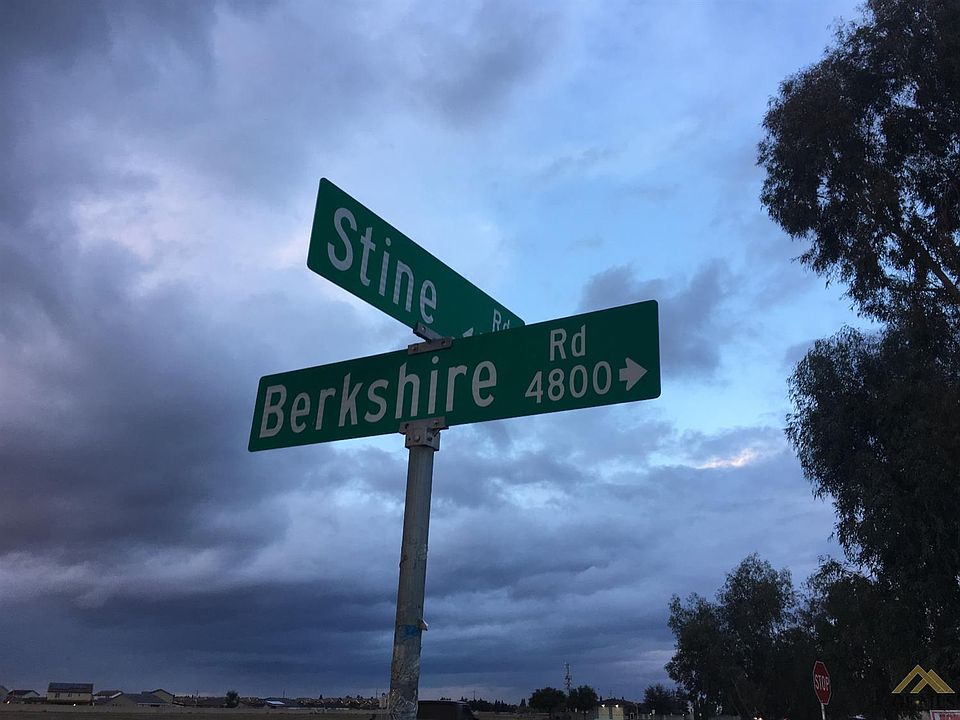 Stine Rd
Berkshire Rd
4800 →
STOP